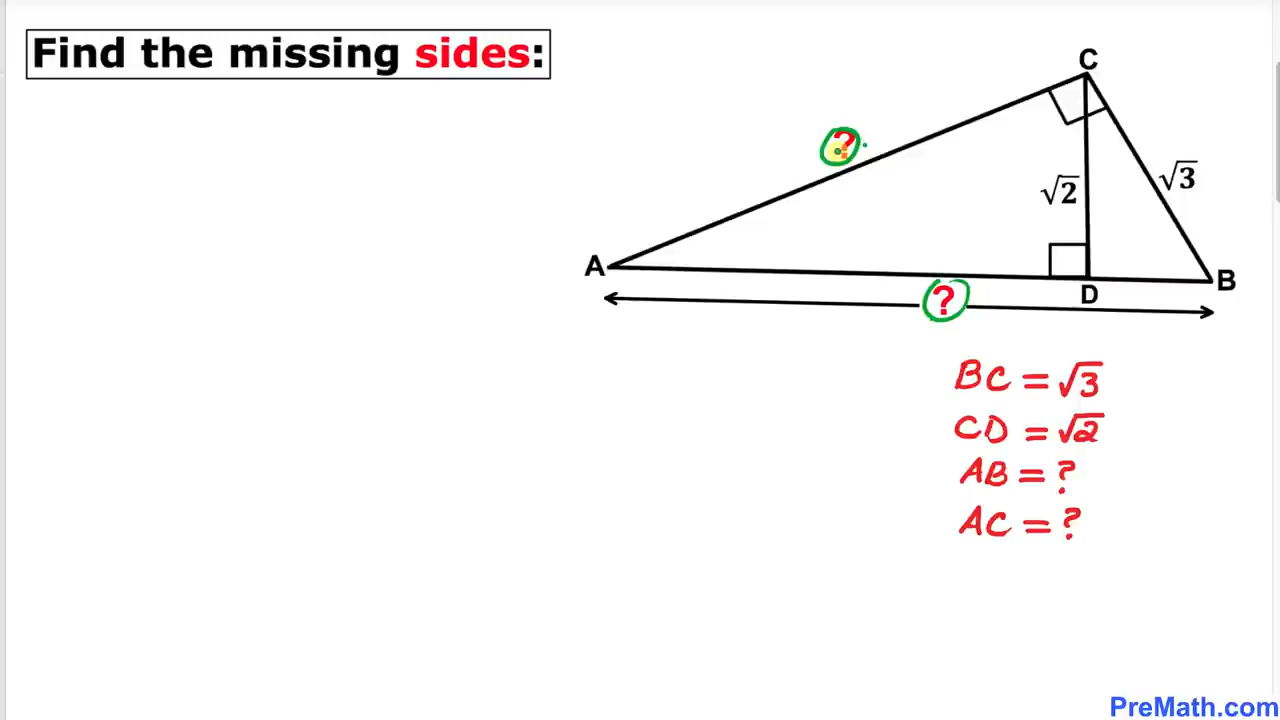 Find the missing sides:
C
?
√2
√3
A
B
D
?
BC = √3
CD = √2
AB = ?
AC = ?
PreMath.com